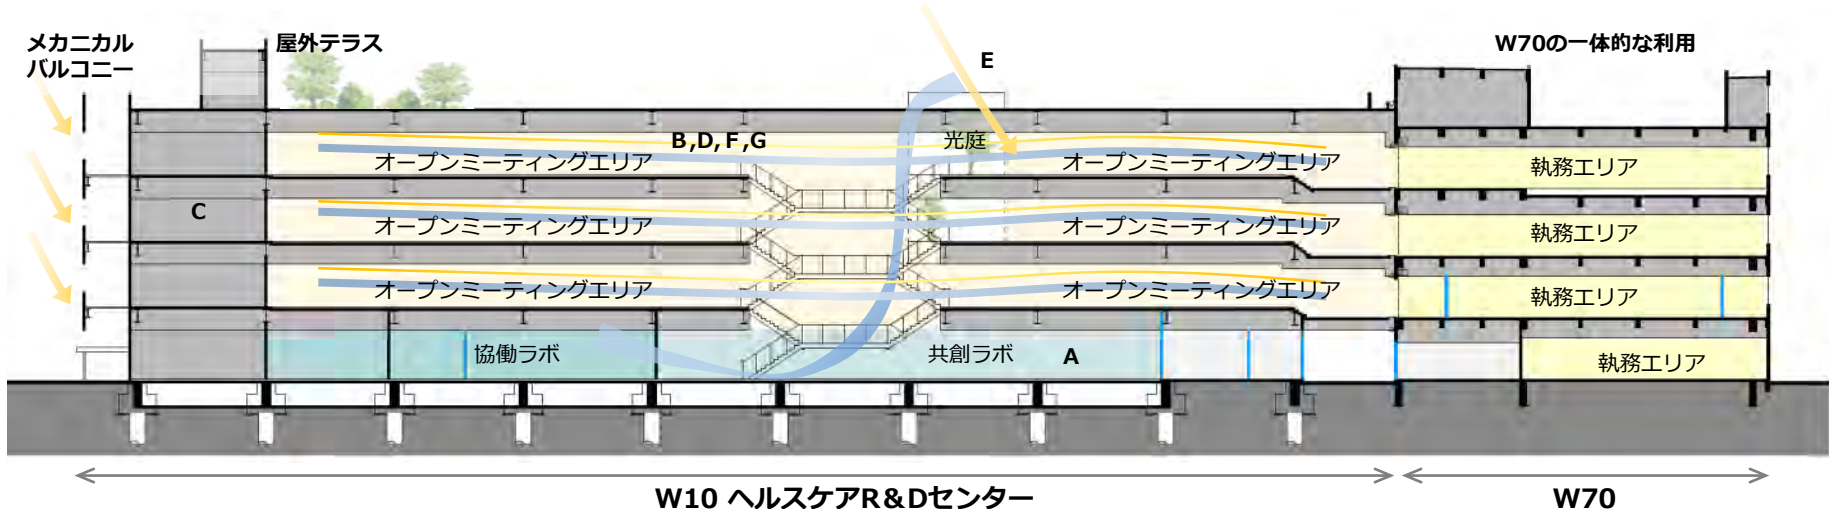 メカニカル
バルコニー
屋外テラス
E
W70の一体的な利用
B ,D, F ,G
光庭
オープンミーティングエリア
オープンミーティングエリア
執務エリア
C
オープンミーティングエリア
オープンミーティングエリア
執務エリア
オープンミーティングエリア
オープンミーティングエリア
執務エリア
協働ラボ
共創ラボ
A
執務エリア
W10 ヘルスケアR&Dセンター
W70